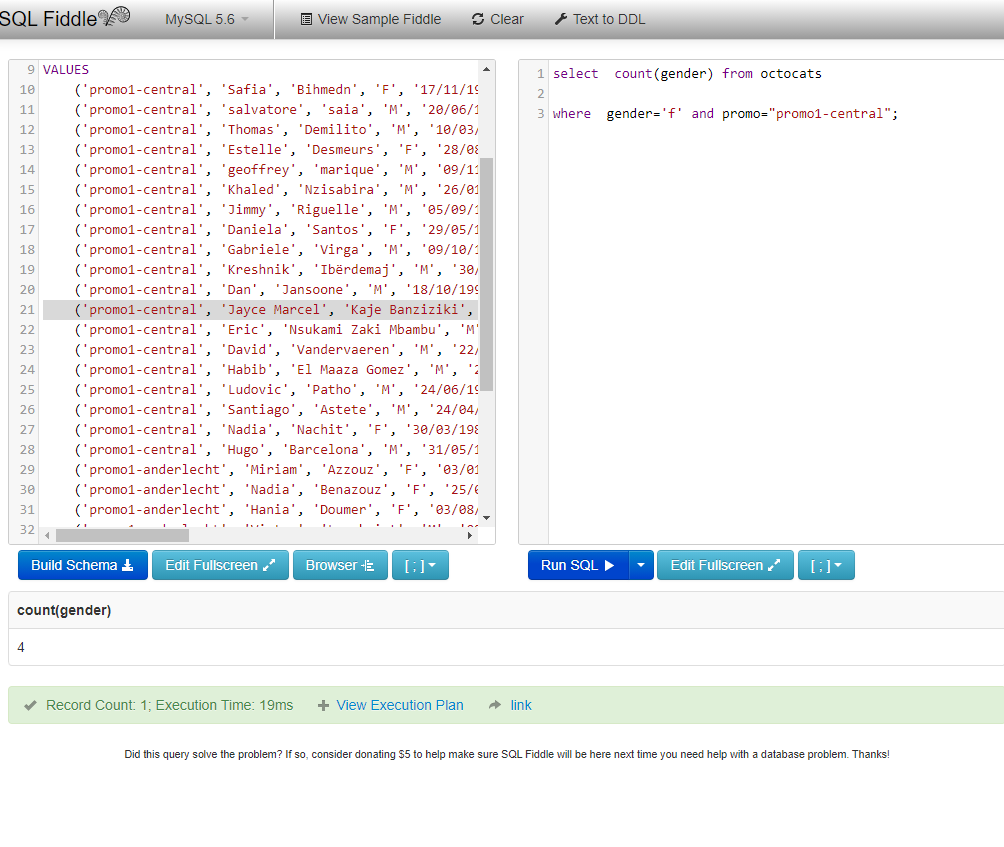 SQL Fiddle MySQL 5.6 View Sample Fiddle Clear Text to DDL
9 VALUES
10 ('promo1-central', 'Safia', 'Bihmedn', 'F', '17/11/19
11 ('promo1-central', 'salvatore', 'saia', 'M', '20/06/1
12 ('promo1-central', 'Thomas', 'Demilito', 'M', '10/03/
13 ('promo1-central', 'Estelle', 'Desmeurs', 'F', '28/08
14 ('promo1-central', 'geoffrey', 'marique', 'M', '09/11
15 ('promo1-central', 'Khaled', 'Nzisabira', 'M', '26/01
16 ('promo1-central', 'Jimmy', 'Riguelle', 'M', '05/09/1
17 ('promo1-central', 'Daniela', 'Santos', 'F', '29/05/1
18 ('promo1-central', 'Gabriele', 'Virga', 'M', '09/10/1
19 ('promo1-central', 'Kreshnik', 'Ibërdemaj', 'M', '30/
20 ('promo1-central', 'Dan', 'Jansoone', 'M', '18/10/199
21 ('promo1-central', 'Jayce Marcel', 'Kaje Banziziki',
22 ('promo1-central', 'Eric', 'Nsukami Zaki Mbambu', 'M'
23 ('promo1-central', 'David', 'Vandervaeren', 'M', '22/
24 ('promo1-central', 'Habib', 'El Maaza Gomez', 'M', '2
25 ('promo1-central', 'Ludovic', 'Patho', 'M', '24/06/19
26 ('promo1-central', 'Santiago', 'Astete', 'M', '24/04/
27 ('promo1-central', 'Nadia', 'Nachit', 'F', '30/03/198
28 ('promo1-central', 'Hugo', 'Barcelona', 'M', '31/05/1
29 ('promo1-anderlecht', 'Miriam', 'Azzouz', 'F', '03/01
30 ('promo1-anderlecht', 'Nadia', 'Benazouz', 'F', '25/0
31 ('promo1-anderlecht', 'Hania', 'Doumer', 'F', '03/08/
32
1 select count(gender) from octocats
2
3 where gender='f' and promo="promo1-central";
Build Schema Edit Fullscreen Browser [ ; ]
Run SQL Edit Fullscreen [ ; ]
count(gender)
4
Record Count: 1; Execution Time: 19ms View Execution Plan link
Did this query solve the problem? If so, consider donating $5 to help make sure SQL Fiddle will be here next time you need help with a database problem. Thanks!